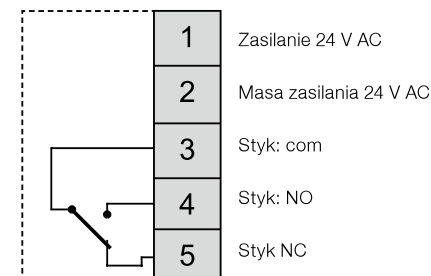 1 Zasilanie 24 V AC
2 Masa zasilania 24 V AC
3 Styk: com
4 Styk: NO
5 Styk NC